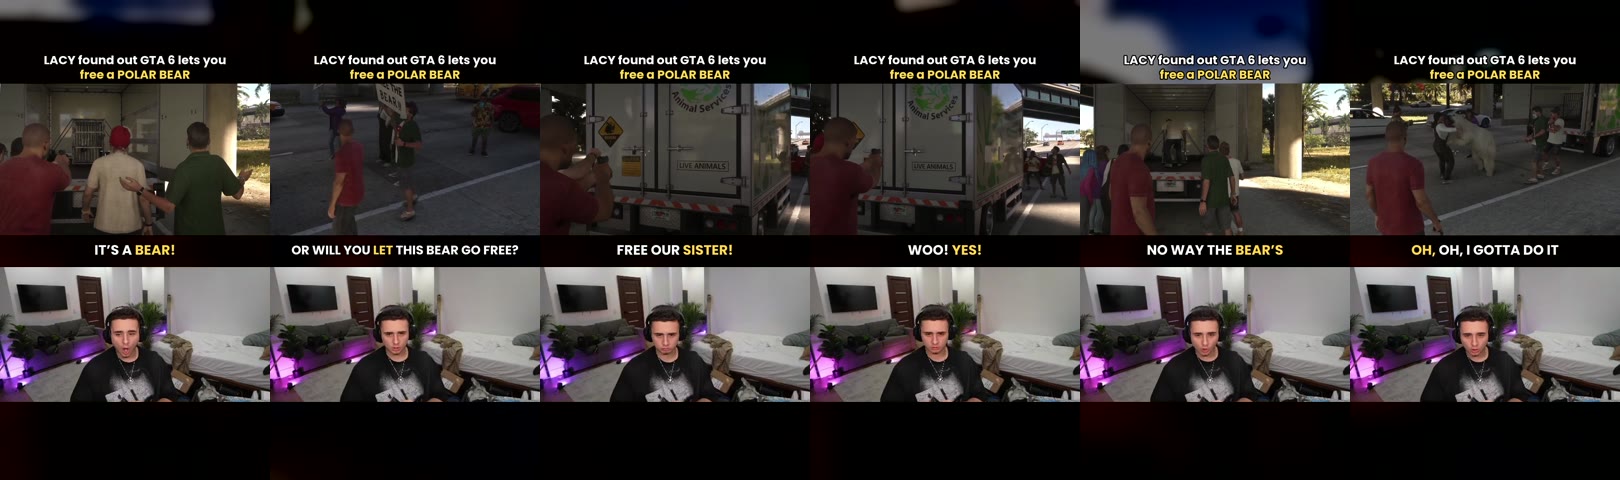 LACY found out GTA 6 lets you
free a POLAR BEAR
IT'S A BEAR!
LACY found out GTA 6 lets you
free a POLAR BEAR
THE
BEAR
OR WILL YOU LET THIS BEAR GO FREE?
LACY found out GTA 6 lets you
free a POLAR BEAR
Animal Services
LIVE ANIMALS
FREE OUR SISTER!
LACY found out GTA 6 lets you
free a POLAR BEAR
Animal Services
LIVE ANIMALS
WOO! YES!
LACY found out GTA 6 lets you
free a POLAR BEAR
NO WAY THE BEAR'S
LACY found out GTA 6 lets you
free a POLAR BEAR
OH, OH, I GOTTA DO IT